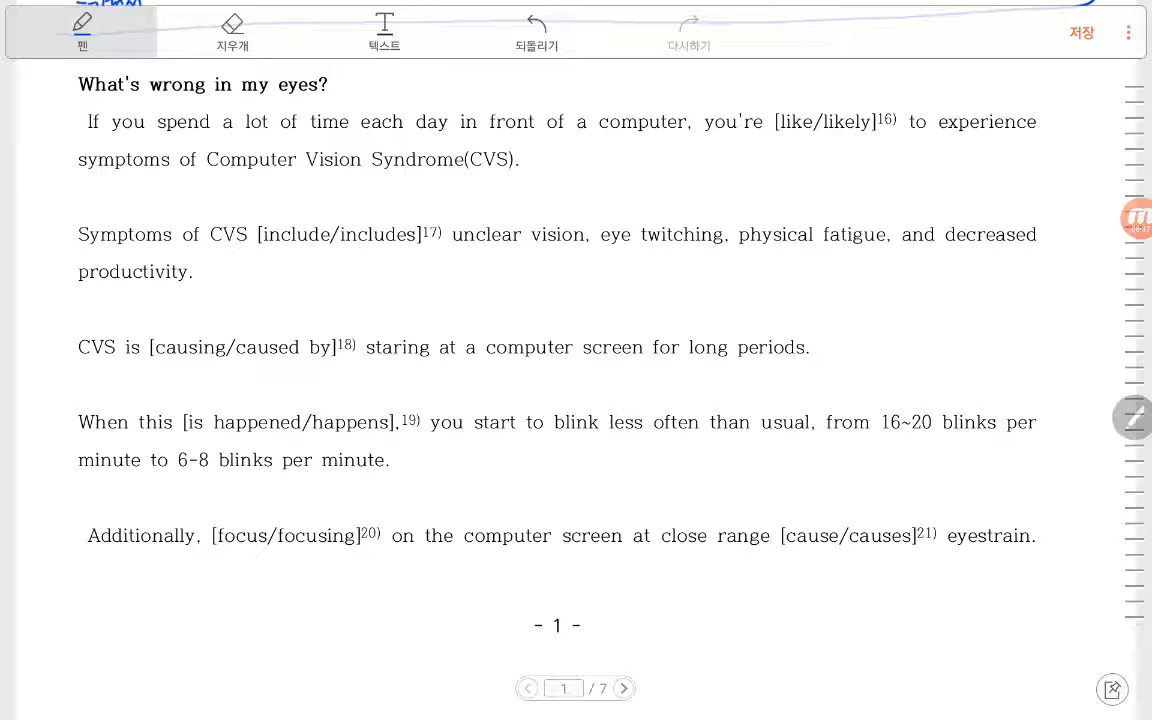 펜
지우개
텍스트
되돌리기
다시하기
저장
What's wrong in my eyes?
If you spend a lot of time each day in front of a computer, you're [like/likely]16) to experience
symptoms of Computer Vision Syndrome(CVS).
Symptoms of CVS [include/includes]17) unclear vision, eye twitching, physical fatigue, and decreased
productivity.
CVS is [causing/caused by]18) staring at a computer screen for long periods.
When this [is happened/happens],19) you start to blink less often than usual, from 16~20 blinks per
minute to 6-8 blinks per minute.
Additionally, [focus/focusing]20) on the computer screen at close range [cause/causes]21) eyestrain.
- 1 -
1 / 7